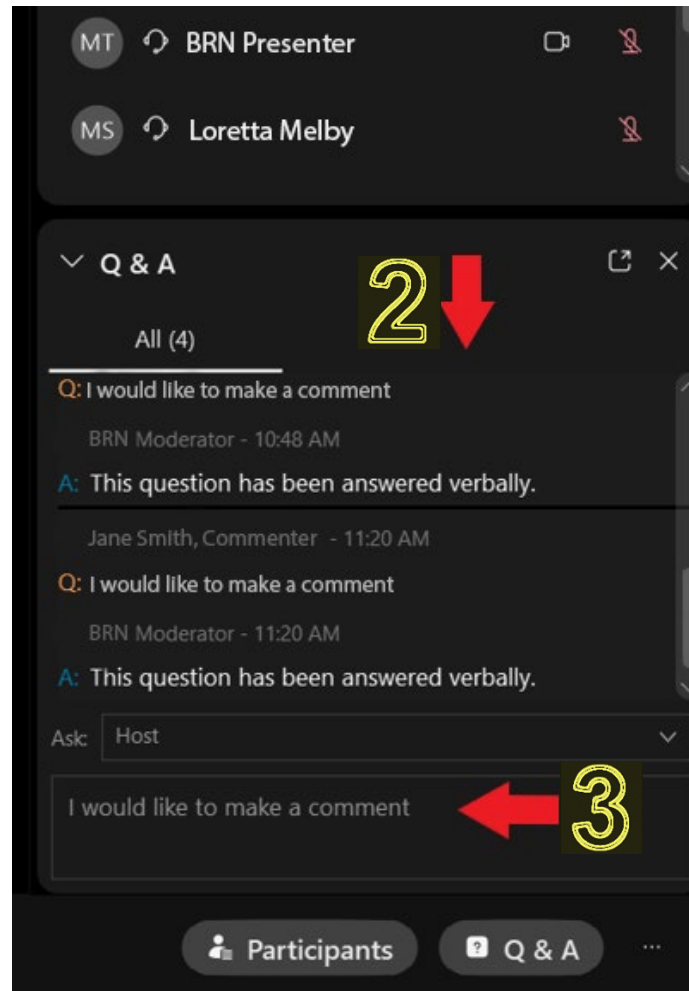 MT BRN Presenter
MS Loretta Melby
Q & A
2
All (4)
Q: I would like to make a comment
BRN Moderator - 10:48 AM
A: This question has been answered verbally.
Jane Smith, Commenter - 11:20 AM
Q: I would like to make a comment
BRN Moderator - 11:20 AM
A: This question has been answered verbally.
Ask: Host
I would like to make a comment
3
Participants ? Q & A ...